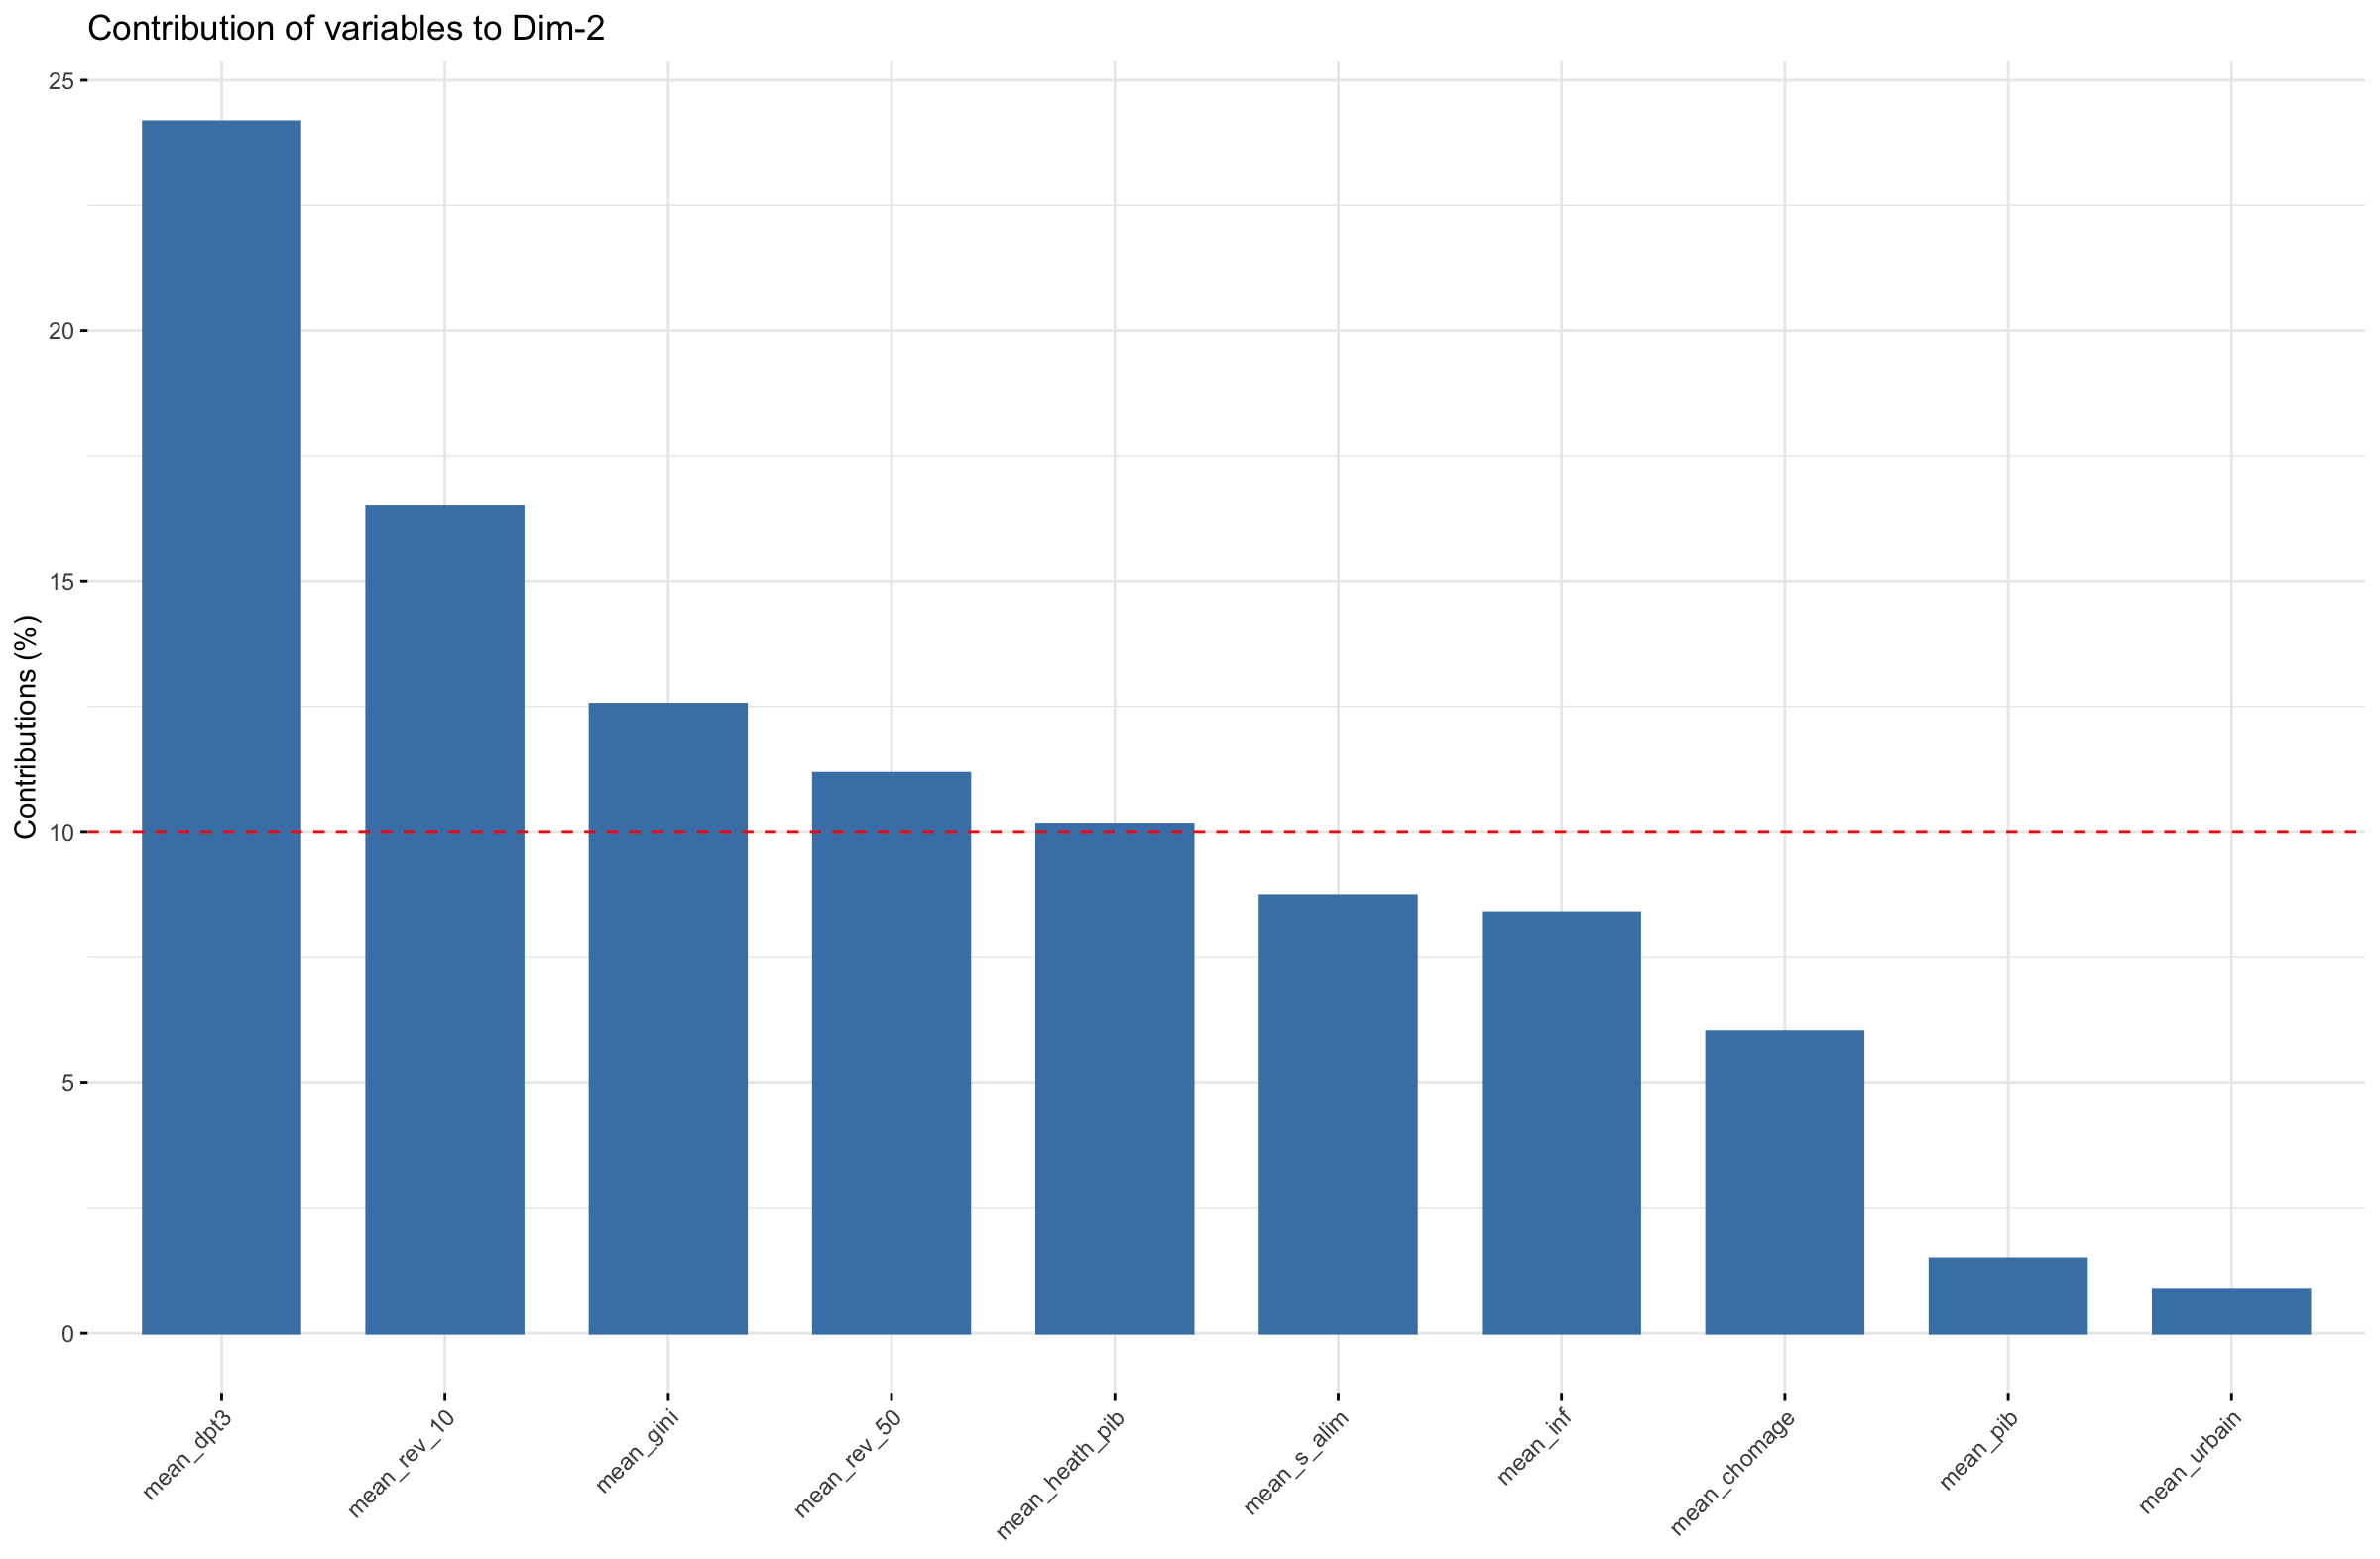 Contribution of variables to Dim-2
Contributions (%)
25
20
15
10
5
0
mean_dpt3
mean_rev_10
mean_gini
mean_rev_50
mean_heath_pib
mean_s_alim
mean_inf
mean_chomage
mean_pib
mean_urbain